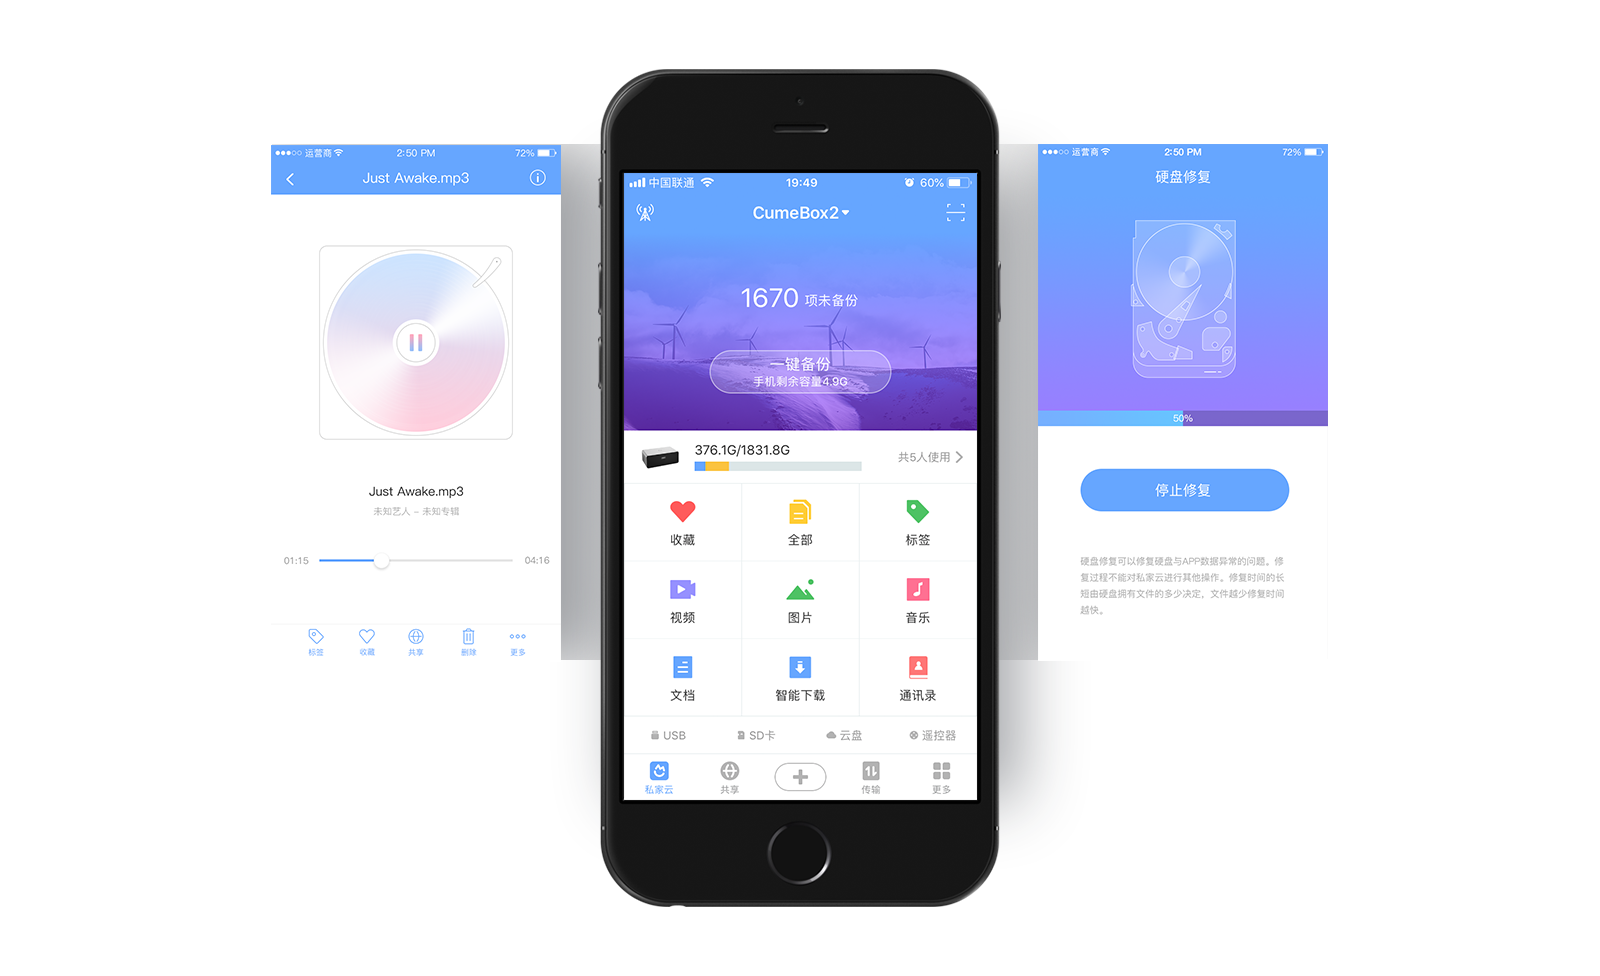 运营商
2:50 PM
72%
Just Awake.mp3
Just Awake.mp3
未知艺人 – 未知专辑
01:15
04:16
标签
收藏
共享
删除
更多
中国联通
19:49
60%
CumeBox2
1670 项未备份
一键备份
手机剩余容量4.9G
376.1G/1831.8G
共5人使用
收藏
全部
标签
视频
图片
音乐
文档
智能下载
通讯录
USB
SD卡
云盘
遥控器
私家云
共享
传输
更多
运营商
2:50 PM
72%
硬盘修复
50%
停止修复
硬盘修复可以修复硬盘与APP数据异常的问题。修
复过程不能对私家云进行其他操作。修复时间的长
短由硬盘拥有文件的多少决定，文件越少修复时间
越快。